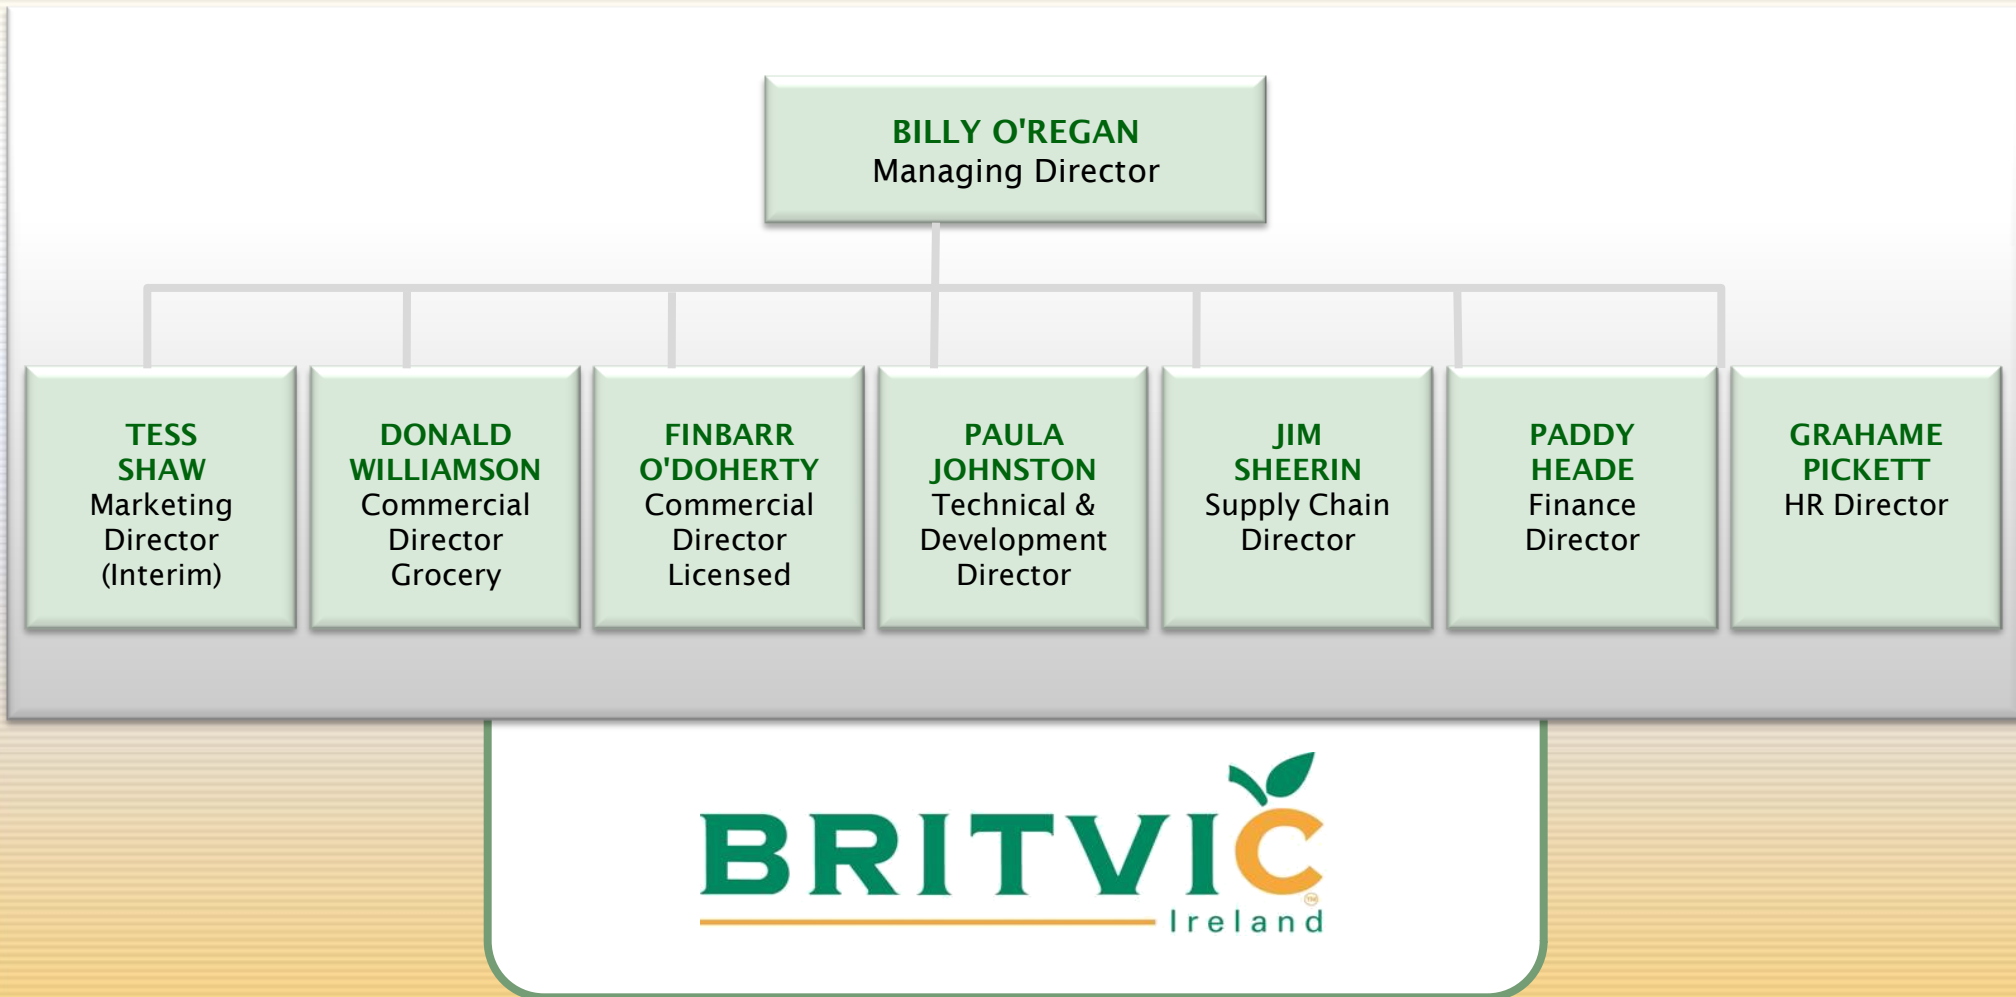 BILLY O'REGAN
Managing Director
TESS
SHAW
Marketing
Director
(Interim)
DONALD
WILLIAMSON
Commercial
Director
Grocery
FINBARR
O'DOHERTY
Commercial
Director
Licensed
PAULA
JOHNSTON
Technical &
Development
Director
JIM
SHEERIN
Supply Chain
Director
PADDY
HEADE
Finance
Director
GRAHAME
PICKETT
HR Director
BRITVIC
TM
Ireland